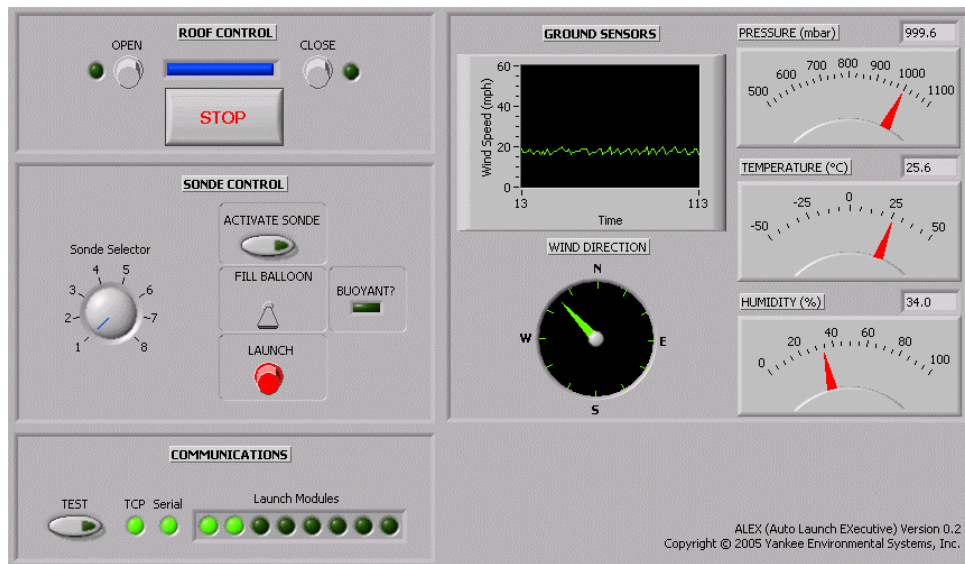 ROOF CONTROL
OPEN
CLOSE
STOP
SONDE CONTROL
Sonde Selector
1
2
3
4
5
6
7
8
ACTIVATE SONDE
FILL BALLOON
BUOYANT?
LAUNCH
COMMUNICATIONS
TEST
TCP Serial
Launch Modules
GROUND SENSORS
Wind Speed (mph)
60
40
20
0
13
113
Time
WIND DIRECTION
N
W
E
S
PRESSURE (mbar)
999.6
500 600 700 800 900 1000 1100
TEMPERATURE (°C)
25.6
-50 -25 0 25 50
HUMIDITY (%)
34.0
0 20 40 60 80 100
ALEX (Auto Launch EXecutive) Version 0.2
Copyright © 2005 Yankee Environmental Systems, Inc.